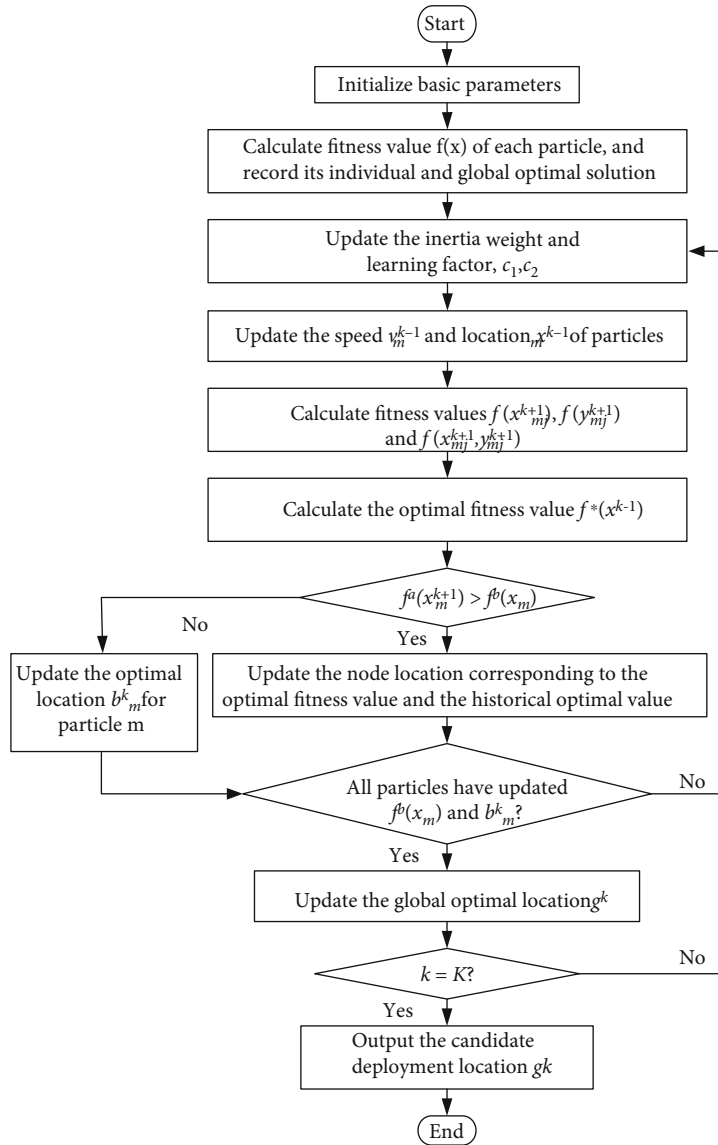 Start
Initialize basic parameters
Calculate fitness value f(x) of each particle, and
record its individual and global optimal solution
Update the inertia weight and
learning factor, c₁,c₂
Update the speed vₘᵏ⁻¹ and location xₘᵏ⁻¹ of particles
Calculate fitness values f(xₘⱼᵏ⁺¹), f(yₘⱼᵏ⁺¹)
and f(xₘⱼᵏ⁺¹,yₘⱼᵏ⁺¹)
Calculate the optimal fitness value f*(xᵏ⁻¹)
fᵃ(xₘᵏ⁺¹) > fᵇ(xₘ)
No
Yes
Update the optimal
location bᵏₘ for
particle m
Update the node location corresponding to the
optimal fitness value and the historical optimal value
All particles have updated
fᵇ(xₘ) and bᵏₘ?
No
Yes
Update the global optimal location gᵏ
k = K?
No
Yes
Output the candidate
deployment location gk
End